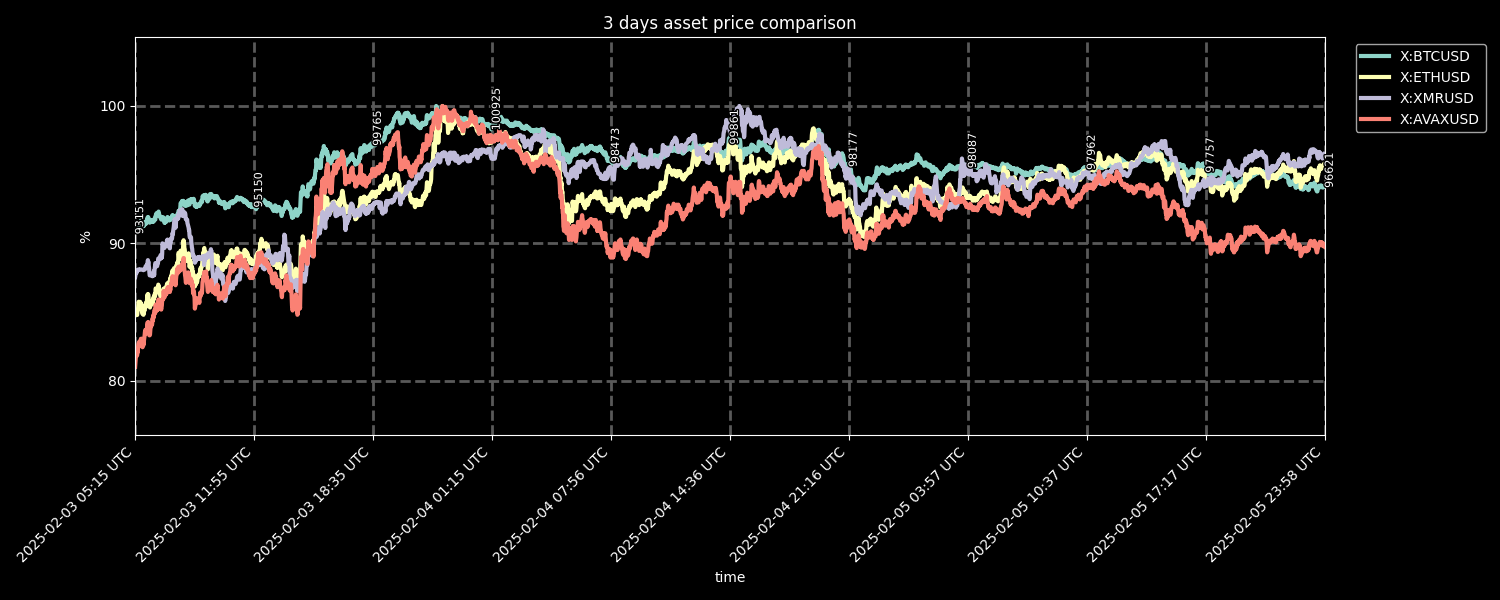 3 days asset price comparison
X:BTCUSD
X:ETHUSD
X:XMRUSD
X:AVAXUSD
%
100
90
80
93151
95150
99765
100925
98473
99861
98177
98087
97962
97757
96621
2025-02-03 05:15 UTC
2025-02-03 11:55 UTC
2025-02-03 18:35 UTC
2025-02-04 01:15 UTC
2025-02-04 07:56 UTC
2025-02-04 14:36 UTC
2025-02-04 21:16 UTC
2025-02-05 03:57 UTC
2025-02-05 10:37 UTC
2025-02-05 17:17 UTC
2025-02-05 23:58 UTC
time